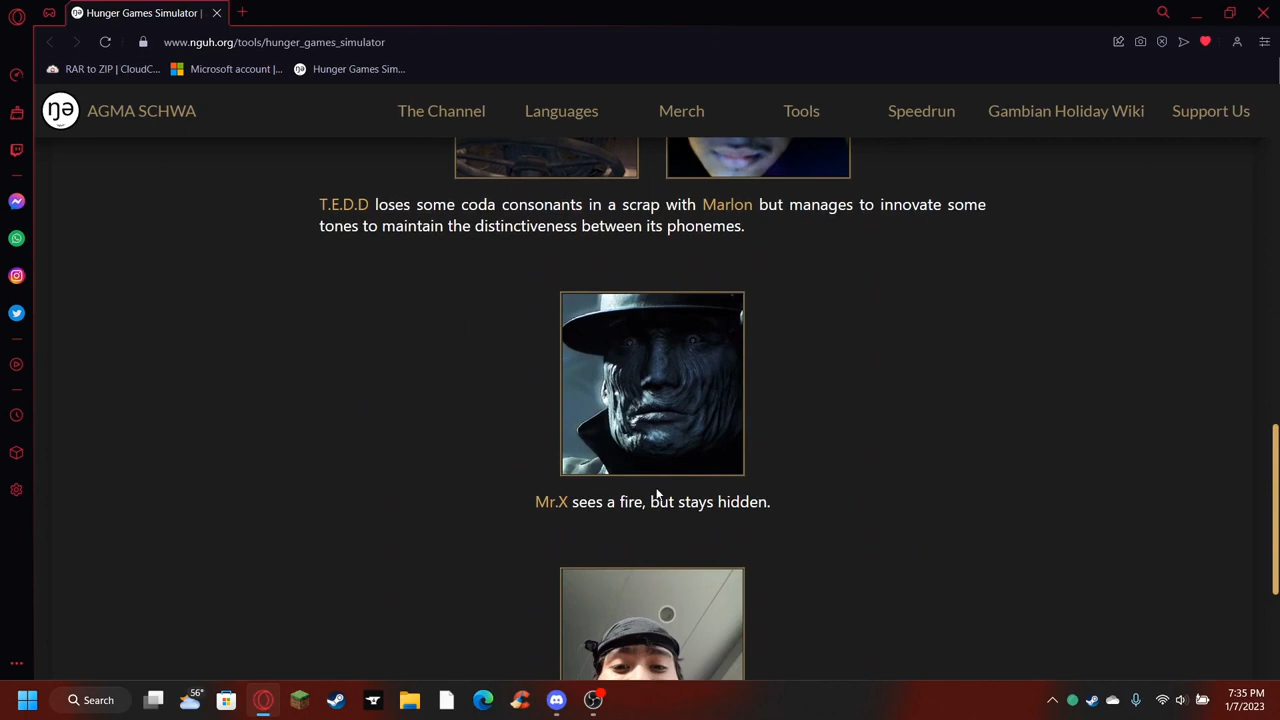 Hunger Games Simulator |
www.nguh.org/tools/hunger_games_simulator
RAR to ZIP | CloudC... Microsoft account |... Hunger Games Sim...
ŋə AGMA SCHWA The Channel Languages Merch Tools Speedrun Gambian Holiday Wiki Support Us
T.E.D.D loses some coda consonants in a scrap with Marlon but manages to innovate some
tones to maintain the distinctiveness between its phonemes.
Mr.X sees a fire, but stays hidden.
56°
Search
7:35 PM
1/7/2023